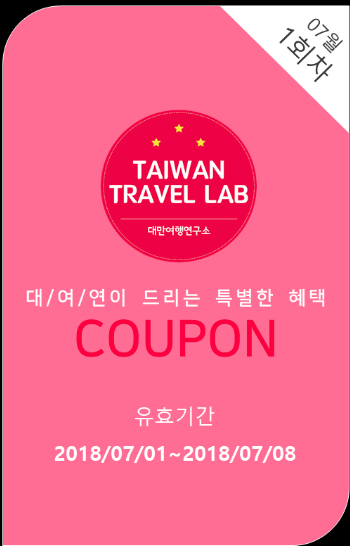 07월
1회차
TAIWAN
TRAVEL LAB
대만여행연구소
대/여/연이 드리는 특별한 혜택
COUPON
유효기간
2018/07/01~2018/07/08